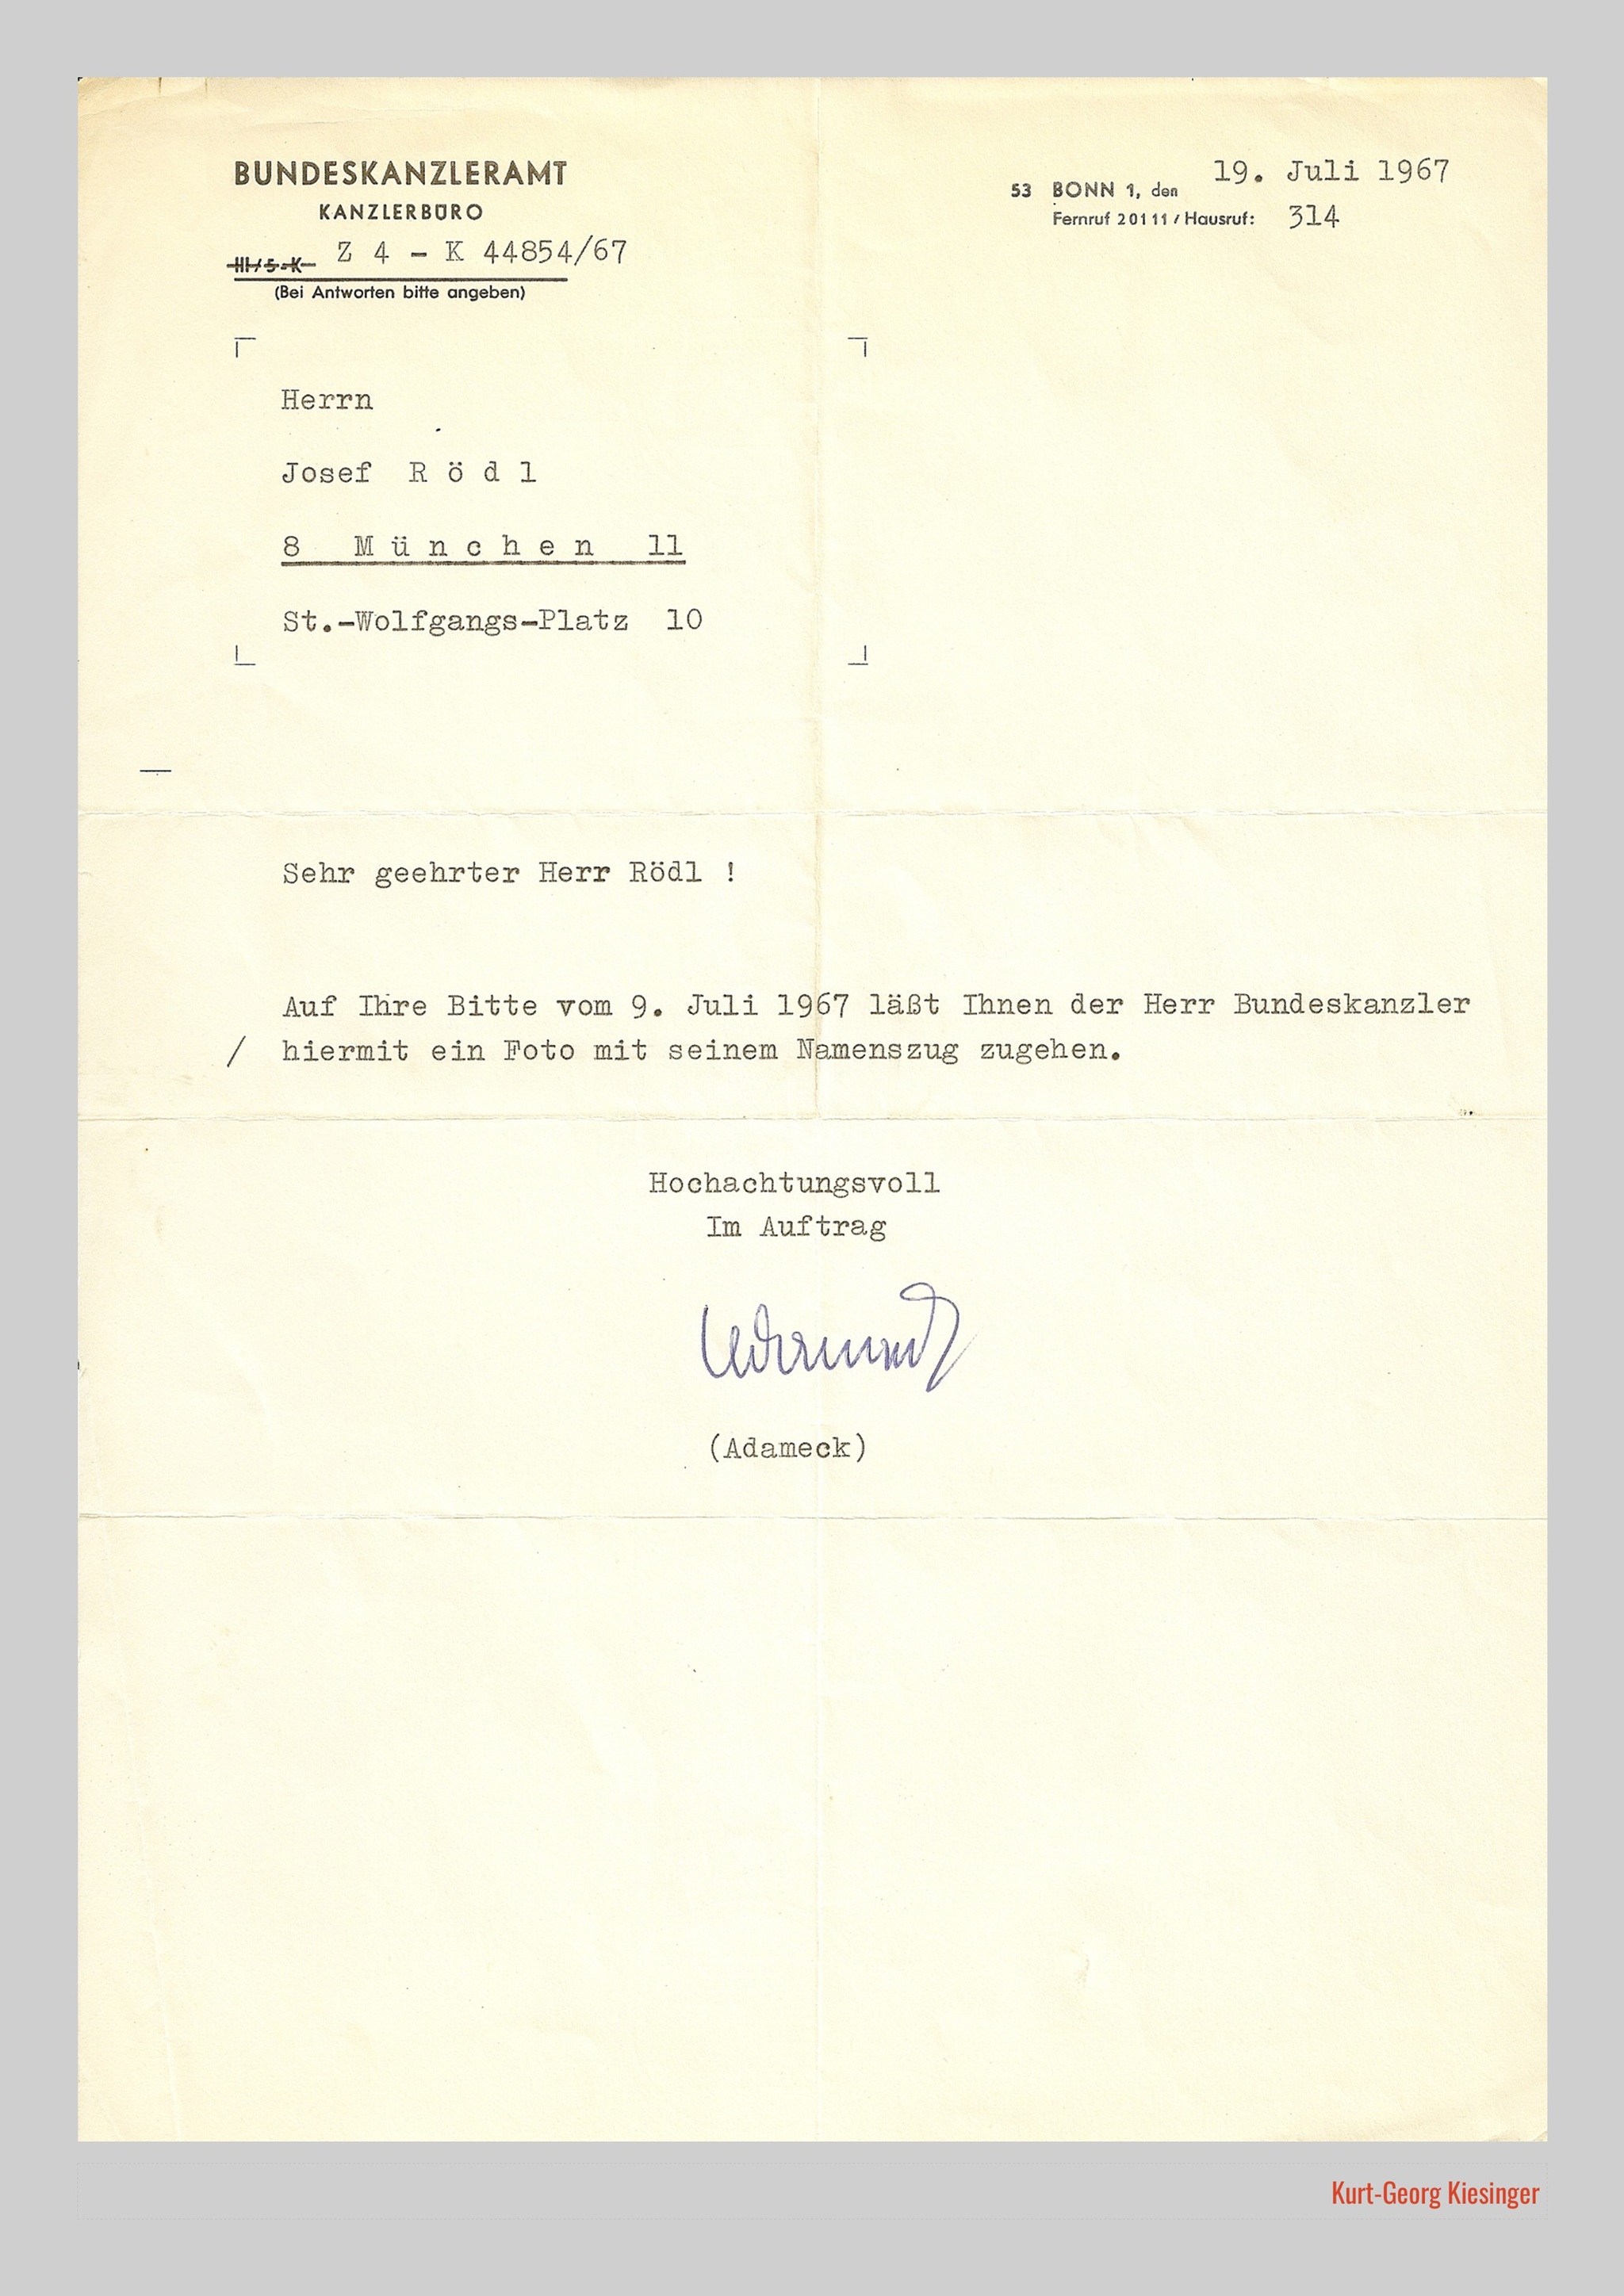 BUNDESKANZLERAMT
KANZLERBÜRO
III/5-K Z 4 - K 44854/67
(Bei Antworten bitte angeben)
53 BONN 1, den 19. Juli 1967
Fernruf 20111 / Hausruf: 314
Herrn
Josef R ö d l
8 M ü n c h e n 11
St.-Wolfgangs-Platz 10
Sehr geehrter Herr Rödl !
Auf Ihre Bitte vom 9. Juli 1967 läßt Ihnen der Herr Bundeskanzler
/ hiermit ein Foto mit seinem Namenszug zugehen.
Hochachtungsvoll
Im Auftrag
Adameck
(Adameck)
Kurt-Georg Kiesinger